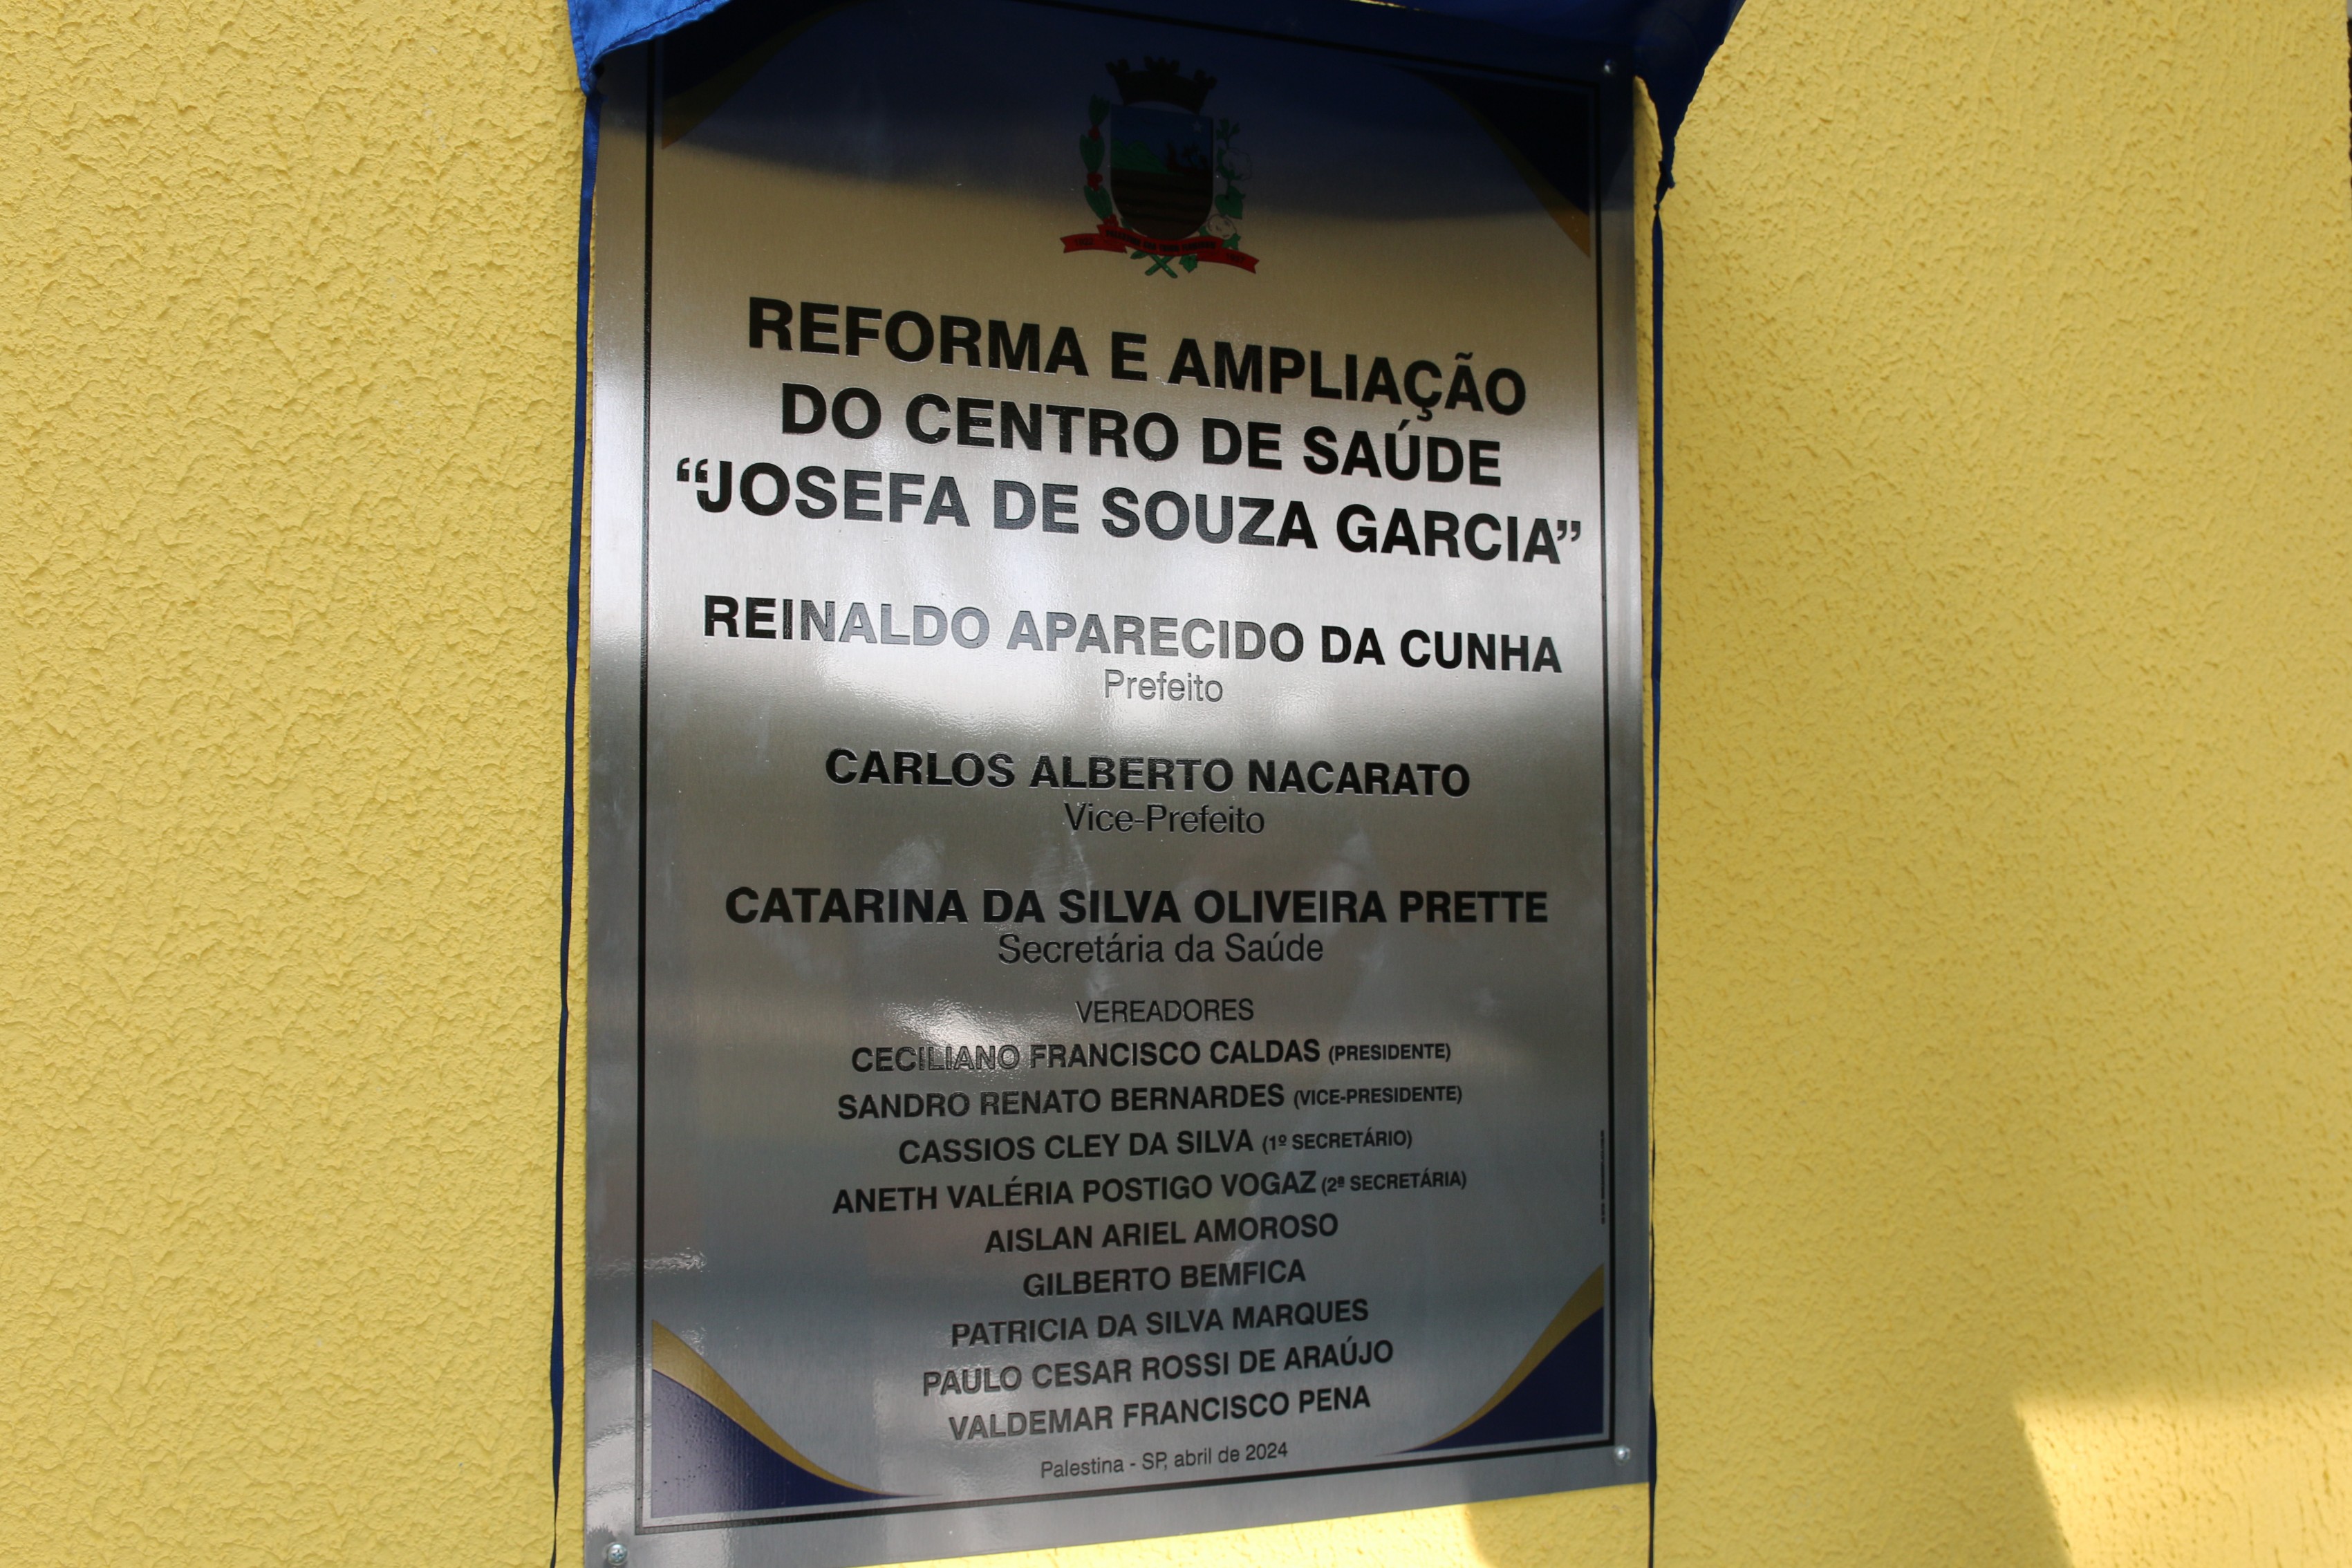 REFORMA E AMPLIAÇÃO
DO CENTRO DE SAÚDE
“JOSEFA DE SOUZA GARCIA”
REINALDO APARECIDO DA CUNHA
Prefeito
CARLOS ALBERTO NACARATO
Vice-Prefeito
CATARINA DA SILVA OLIVEIRA PRETTE
Secretária da Saúde
VEREADORES
CECILIANO FRANCISCO CALDAS (PRESIDENTE)
SANDRO RENATO BERNARDES (VICE-PRESIDENTE)
CASSIOS CLEY DA SILVA (1º SECRETÁRIO)
ANETH VALÉRIA POSTIGO VOGAZ (2ª SECRETÁRIA)
AISLAN ARIEL AMOROSO
GILBERTO BEMFICA
PATRICIA DA SILVA MARQUES
PAULO CESAR ROSSI DE ARAÚJO
VALDEMAR FRANCISCO PENA
Palestina - SP, abril de 2024